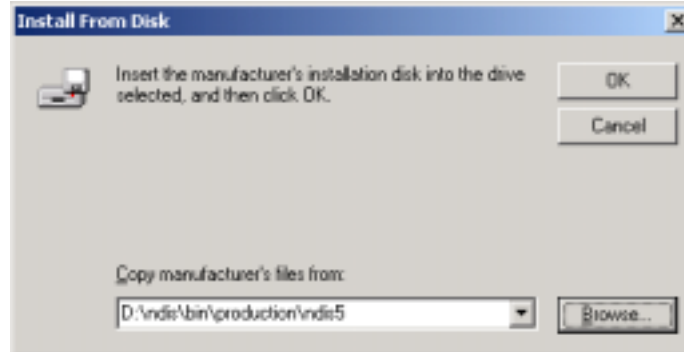 Install From Disk
Insert the manufacturer's installation disk into the drive
selected, and then click OK.
OK
Cancel
Copy manufacturer's files from:
D:\ndis\bin\production\ndis5
Browse...